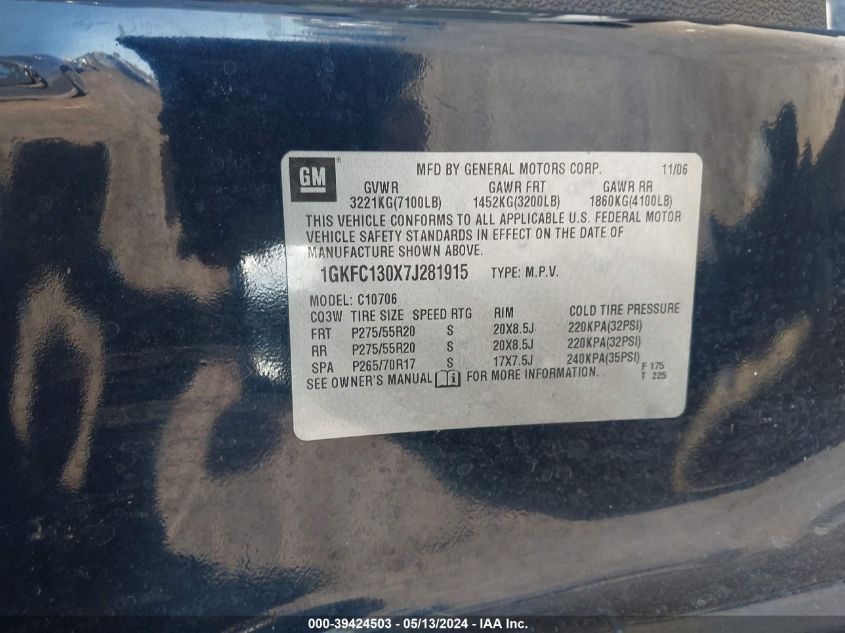 GM
MFD BY GENERAL MOTORS CORP. 11/06
GVWR GAWR FRT GAWR RR
3221KG(7100LB) 1452KG(3200LB) 1860KG(4100LB)
THIS VEHICLE CONFORMS TO ALL APPLICABLE U.S. FEDERAL MOTOR
VEHICLE SAFETY STANDARDS IN EFFECT ON THE DATE OF
MANUFACTURE SHOWN ABOVE.
1GKFC130X7J281915 TYPE: M.P.V.
MODEL: C10706
CQ3W TIRE SIZE SPEED RTG RIM COLD TIRE PRESSURE
FRT P275/55R20 S 20X8.5J 220KPA(32PSI)
RR P275/55R20 S 20X8.5J 220KPA(32PSI)
SPA P265/70R17 S 17X7.5J 240KPA(35PSI) F 175
SEE OWNER'S MANUAL FOR MORE INFORMATION. T 225
000-39424503 - 05/13/2024 - IAA Inc.